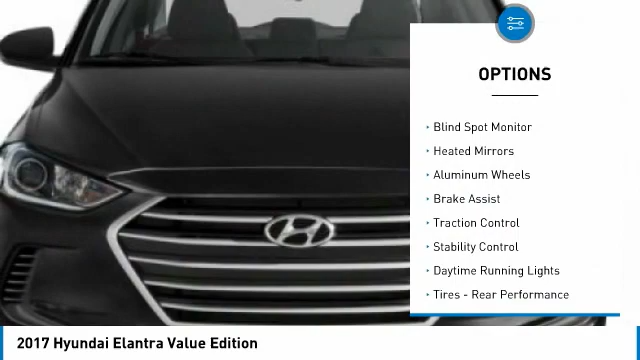 OPTIONS
• Blind Spot Monitor
• Heated Mirrors
• Aluminum Wheels
• Brake Assist
• Traction Control
• Stability Control
• Daytime Running Lights
• Tires - Rear Performance
2017 Hyundai Elantra Value Edition